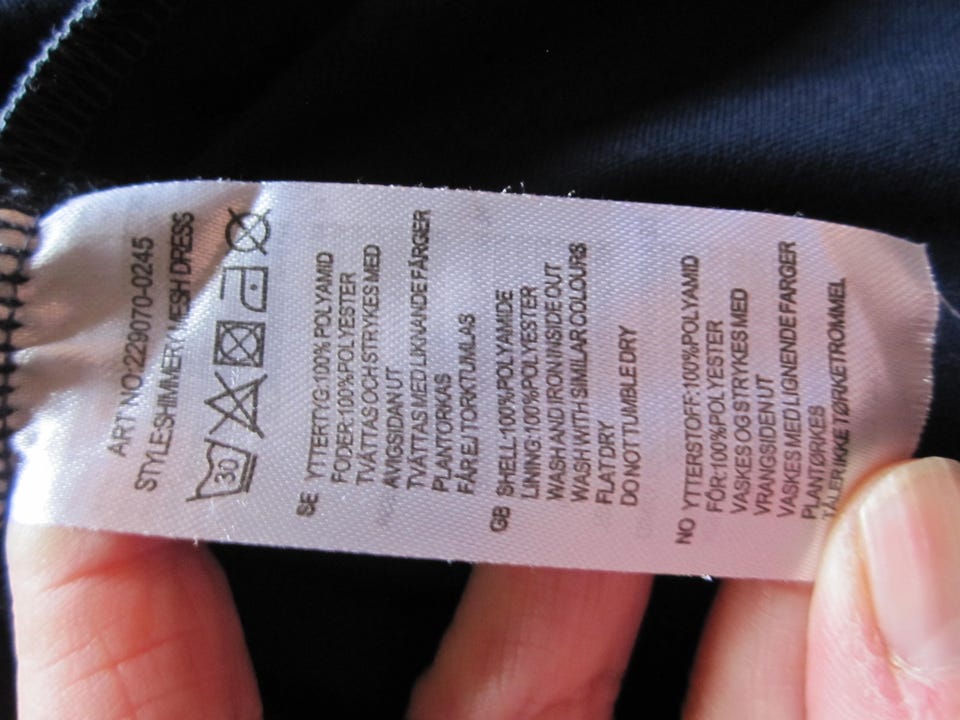 ART NO:229070-0245
STYLE:SHIMMERY MESH DRESS
30
SE YTTERTYG:100% POLYAMID
FODER:100%POLYESTER
TVÄTTAS OCH STRYKES MED
AVIGSIDAN UT
TVÄTTAS MED LIKNANDE FÄRGER
PLANTORKAS
FÅR EJ TORKTUMLAS
GB SHELL:100%POLYAMIDE
LINING:100%POLYESTER
WASH AND IRON INSIDE OUT
WASH WITH SIMILAR COLOURS
FLAT DRY
DO NOT TUMBLE DRY
NO YTTERSTOFF:100%POLYAMID
FÔR:100%POLYESTER
VASKES OG STRYKES MED
VRANGSIDEN UT
VASKES MED LIGNENDE FARGER
PLANTØRKES
TÅLER IKKE TØRKETROMMEL